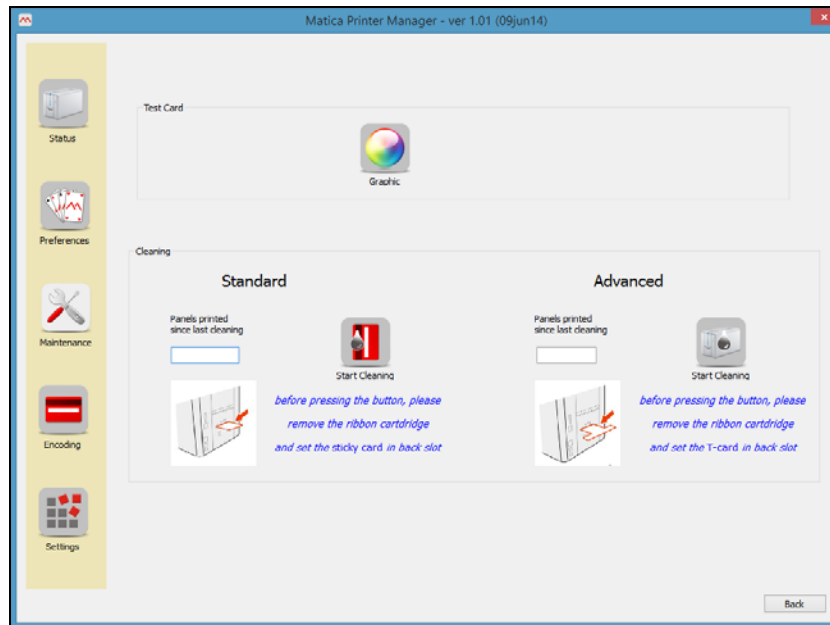 Matica Printer Manager - ver 1.01 (09jun14)
Status
Preferences
Maintenance
Encoding
Settings
Test Card
Graphic
Cleaning
Standard
Panels printed
since last cleaning
Start Cleaning
before pressing the button, please
remove the ribbon cartdridge
and set the sticky card in back slot
Advanced
Panels printed
since last cleaning
Start Cleaning
before pressing the button, please
remove the ribbon cartdridge
and set the T-card in back slot
Back